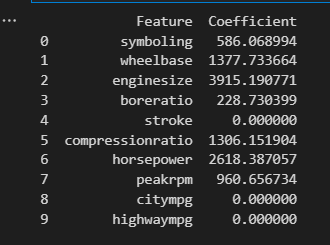 ...
Feature Coefficient
0 symboling 586.068994
1 wheelbase 1377.733664
2 enginesize 3915.190771
3 boreratio 228.730399
4 stroke 0.000000
5 compressionratio 1306.151904
6 horsepower 2618.387057
7 peakrpm 960.656734
8 citympg 0.000000
9 highwaympg 0.000000